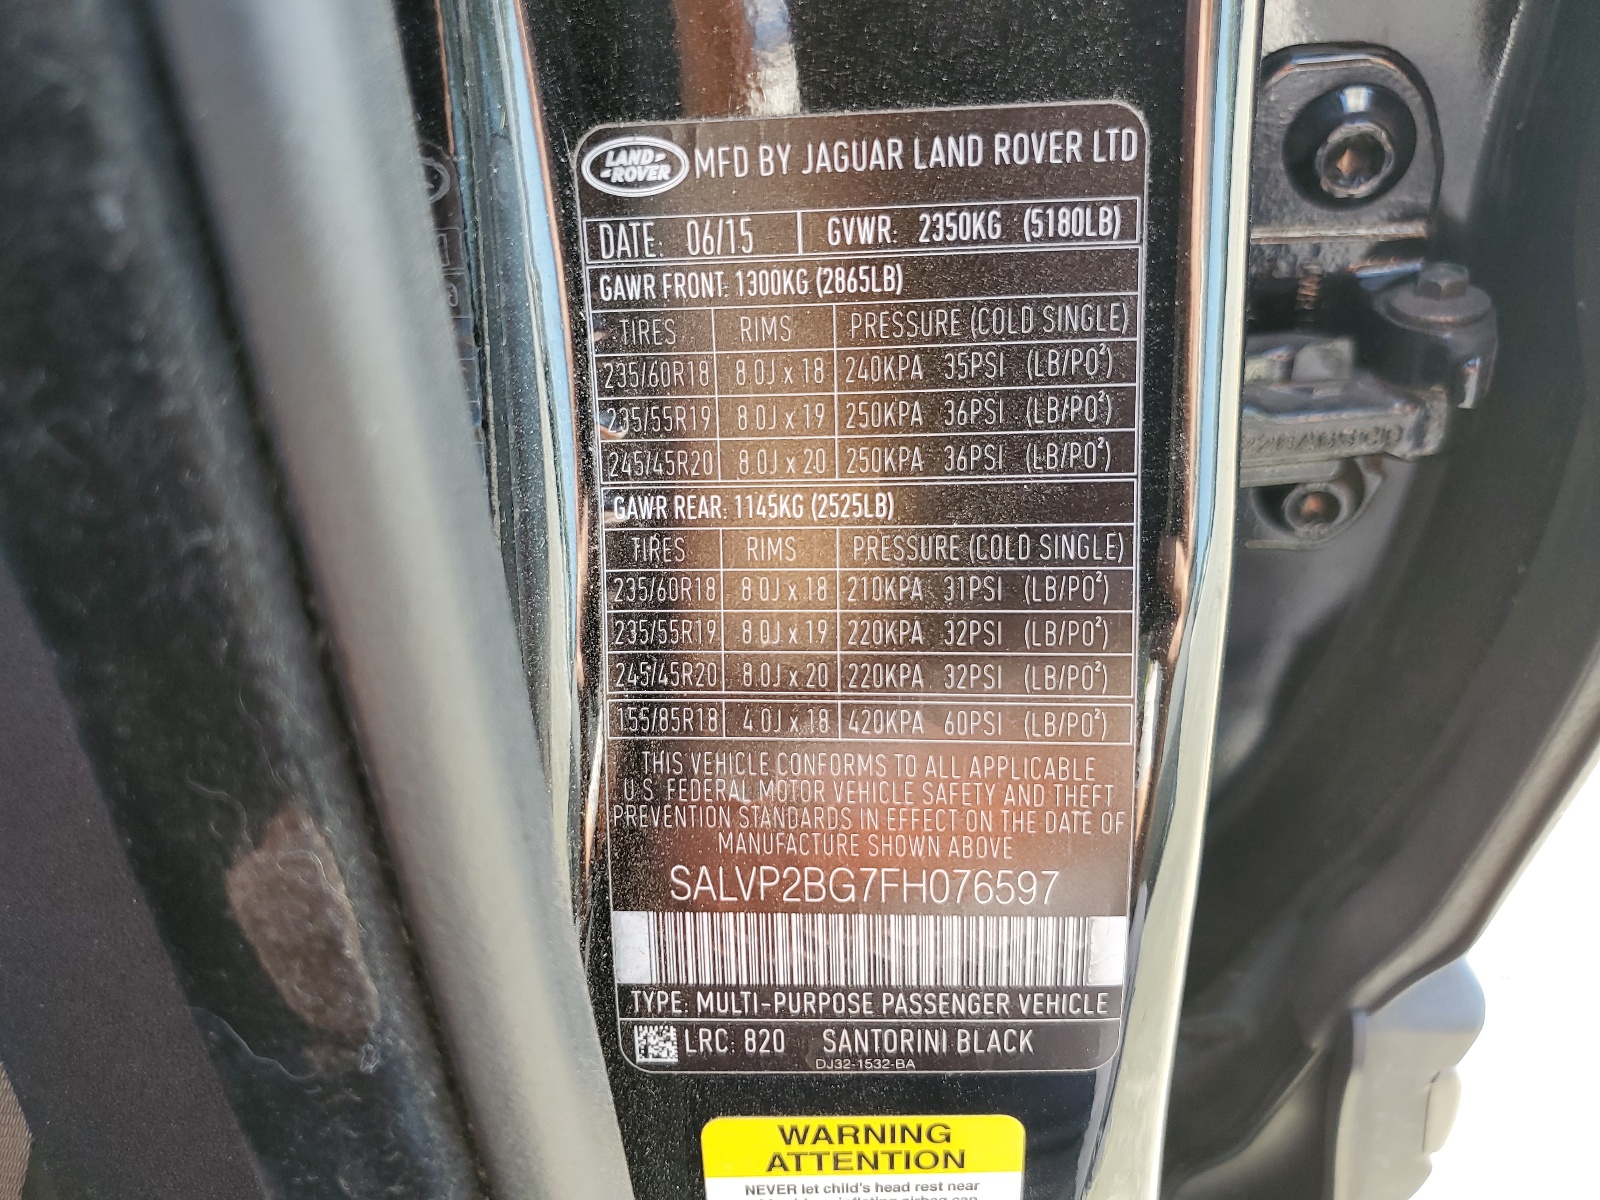 LAND-
-ROVER
MFD BY JAGUAR LAND ROVER LTD
DATE: 06/15 GVWR: 2350KG (5180LB)
GAWR FRONT: 1300KG (2865LB)
TIRES RIMS PRESSURE (COLD SINGLE)
235/60R18 8.0J x 18 240KPA 35PSI (LB/PO²)
235/55R19 8.0J x 19 250KPA 36PSI (LB/PO²)
245/45R20 8.0J x 20 250KPA 36PSI (LB/PO²)
GAWR REAR: 1145KG (2525LB)
TIRES RIMS PRESSURE (COLD SINGLE)
235/60R18 8.0J x 18 210KPA 31PSI (LB/PO²)
235/55R19 8.0J x 19 220KPA 32PSI (LB/PO²)
245/45R20 8.0J x 20 220KPA 32PSI (LB/PO²)
155/85R18 4.0J x 18 420KPA 60PSI (LB/PO²)
THIS VEHICLE CONFORMS TO ALL APPLICABLE
U.S. FEDERAL MOTOR VEHICLE SAFETY AND THEFT
PREVENTION STANDARDS IN EFFECT ON THE DATE OF
MANUFACTURE SHOWN ABOVE
SALVP2BG7FH076597
TYPE: MULTI-PURPOSE PASSENGER VEHICLE
LRC: 820 SANTORINI BLACK
DJ32-1532-BA
WARNING
ATTENTION
NEVER let child's head rest near